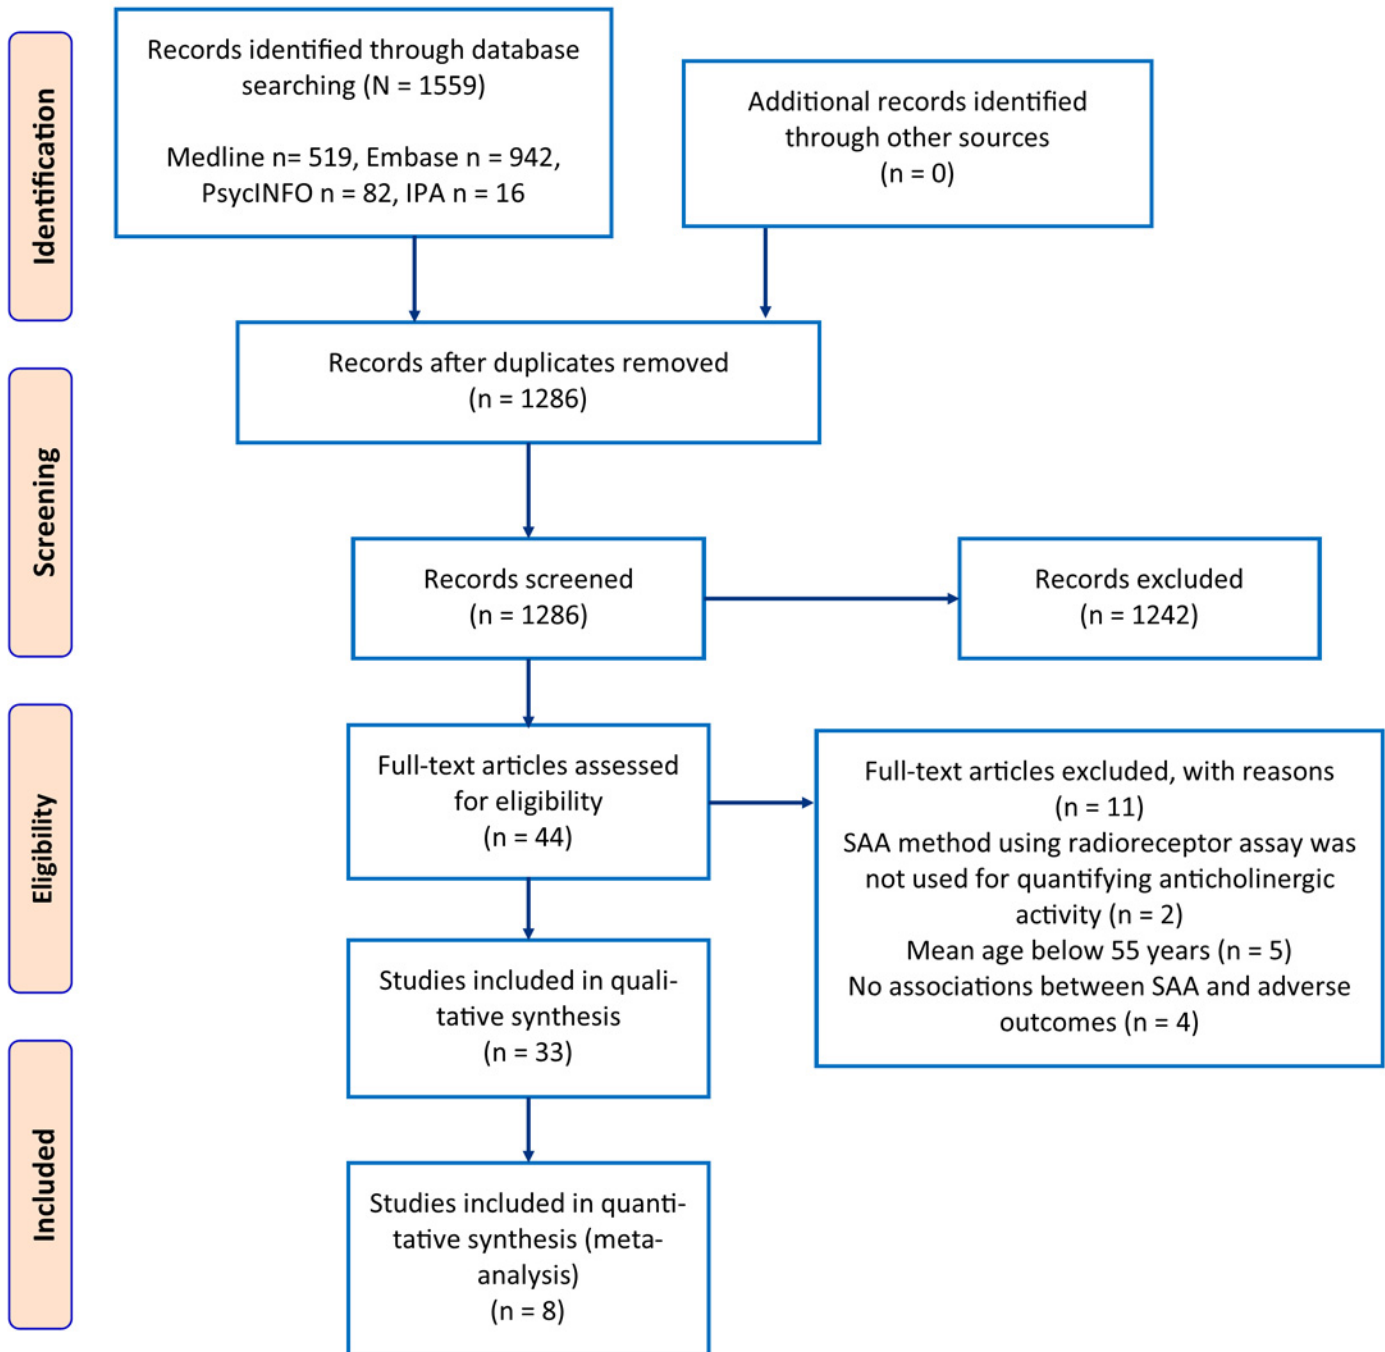 Identification
Records identified through database
searching (N = 1559)
Medline n= 519, Embase n = 942,
PsycINFO n = 82, IPA n = 16
Additional records identified
through other sources
(n = 0)
Screening
Records after duplicates removed
(n = 1286)
Records screened
(n = 1286)
Records excluded
(n = 1242)
Eligibility
Full-text articles assessed
for eligibility
(n = 44)
Full-text articles excluded, with reasons
(n = 11)
SAA method using radioreceptor assay was
not used for quantifying anticholinergic
activity (n = 2)
Mean age below 55 years (n = 5)
No associations between SAA and adverse
outcomes (n = 4)
Studies included in quali-
tative synthesis
(n = 33)
Included
Studies included in quanti-
tative synthesis (meta-
analysis)
(n = 8)